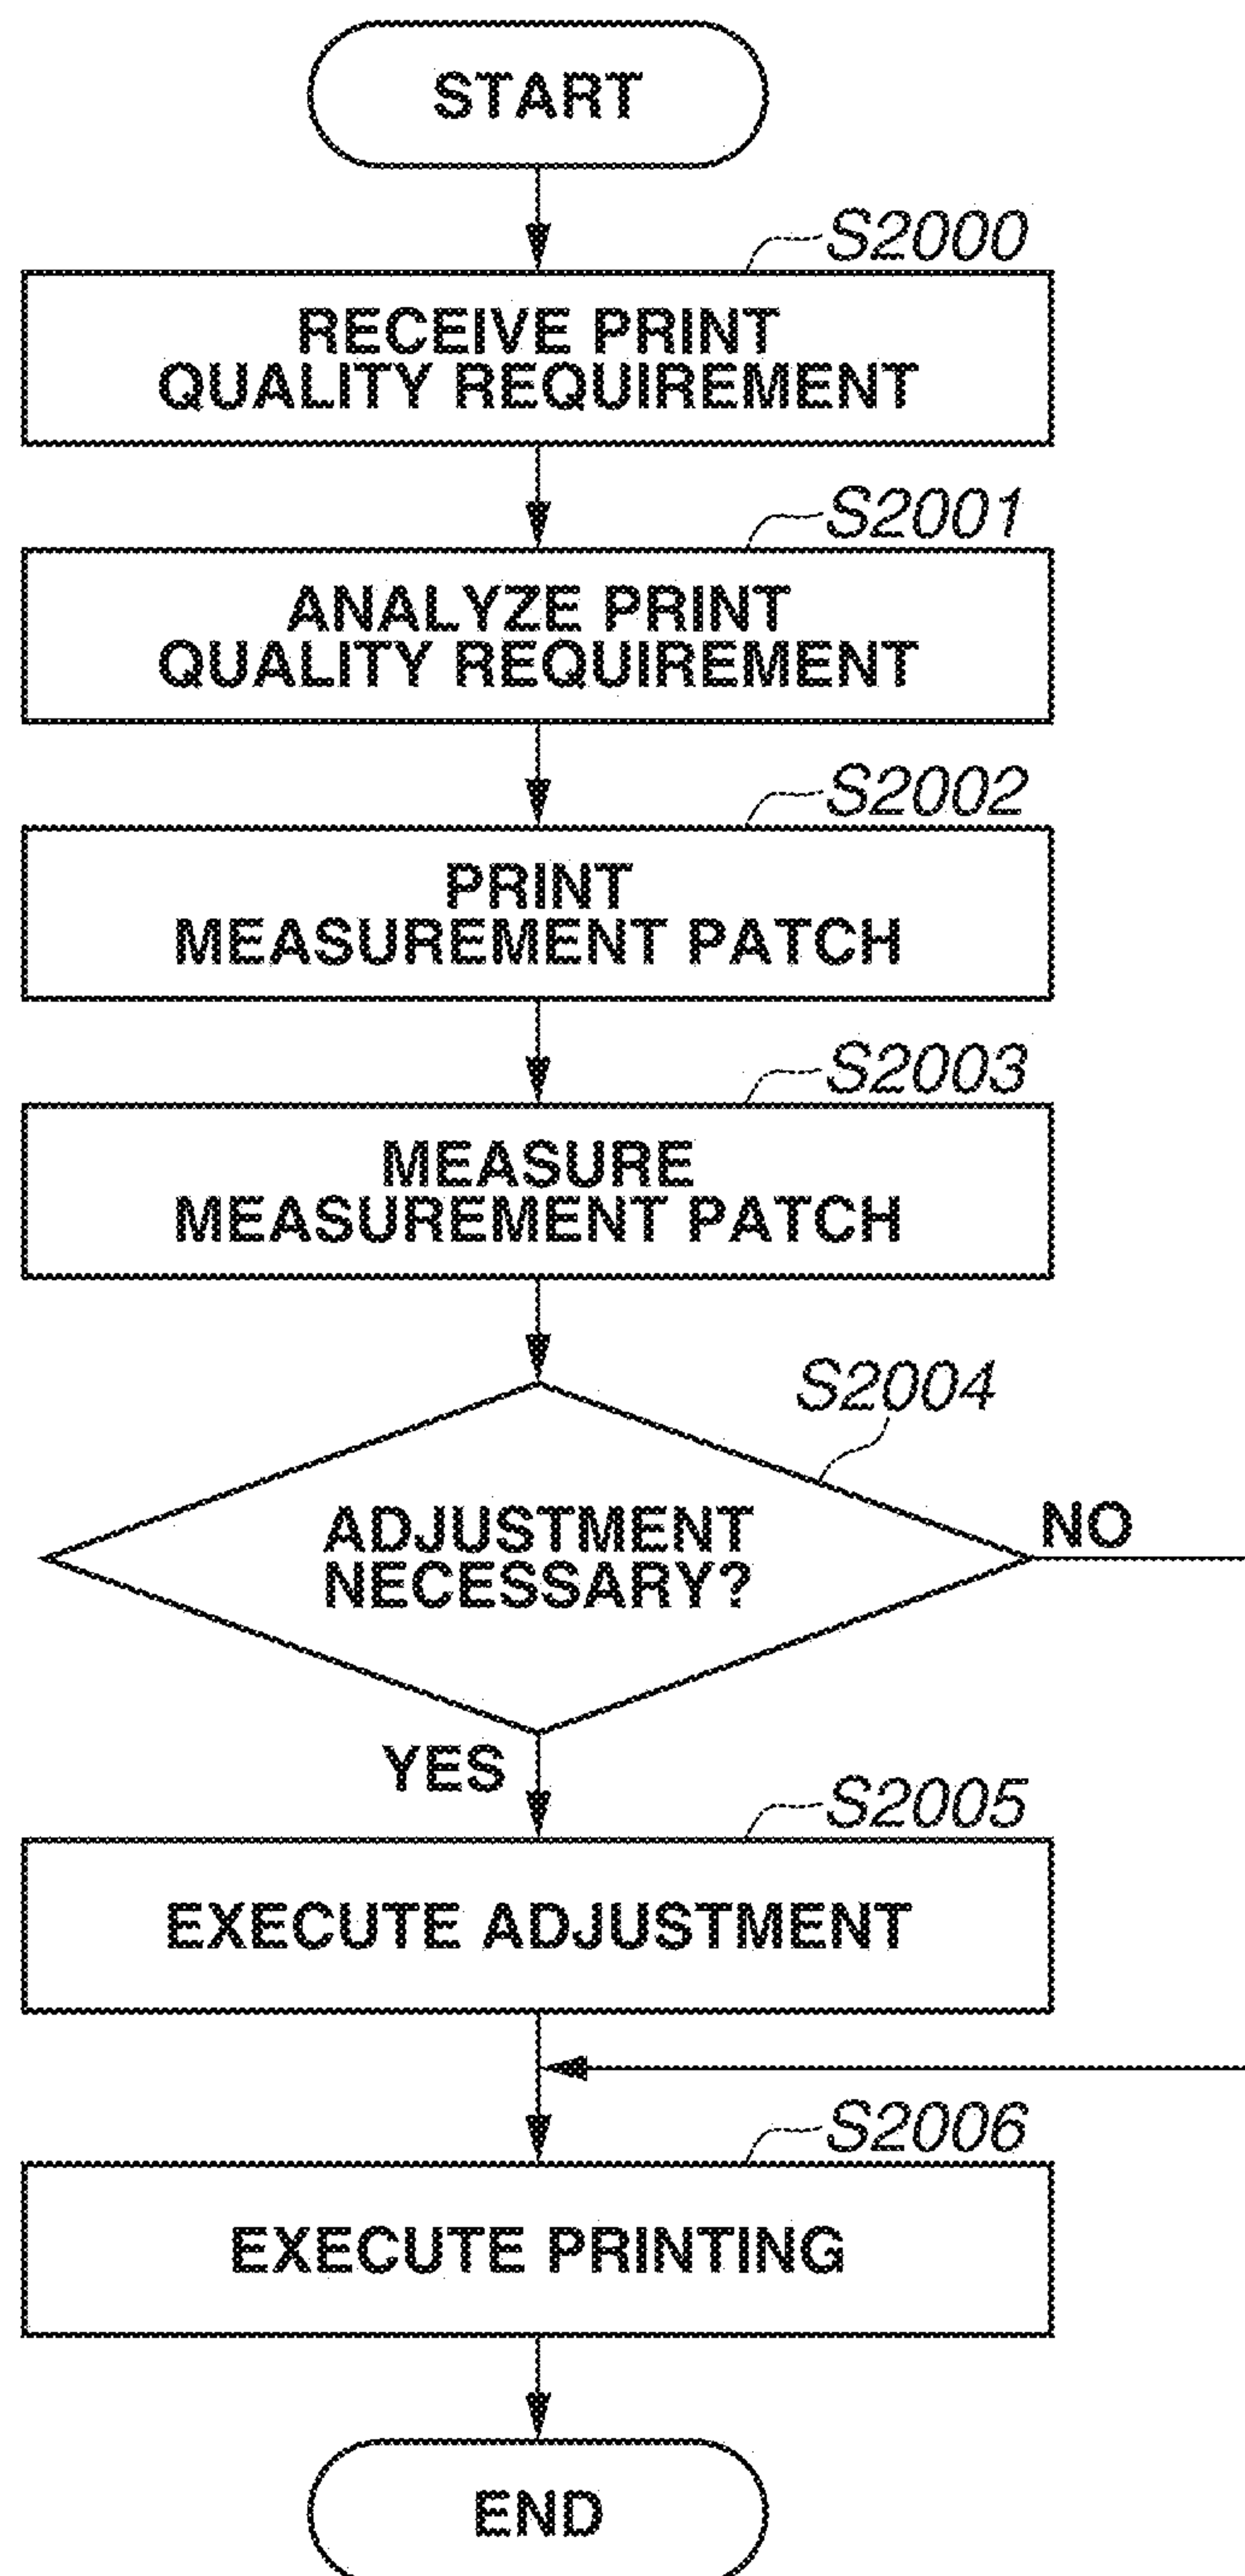 START
S2000
RECEIVE PRINT
QUALITY REQUIREMENT
S2001
ANALYZE PRINT
QUALITY REQUIREMENT
S2002
PRINT
MEASUREMENT PATCH
S2003
MEASURE
MEASUREMENT PATCH
S2004
ADJUSTMENT
NECESSARY?
NO
YES
S2005
EXECUTE ADJUSTMENT
S2006
EXECUTE PRINTING
END